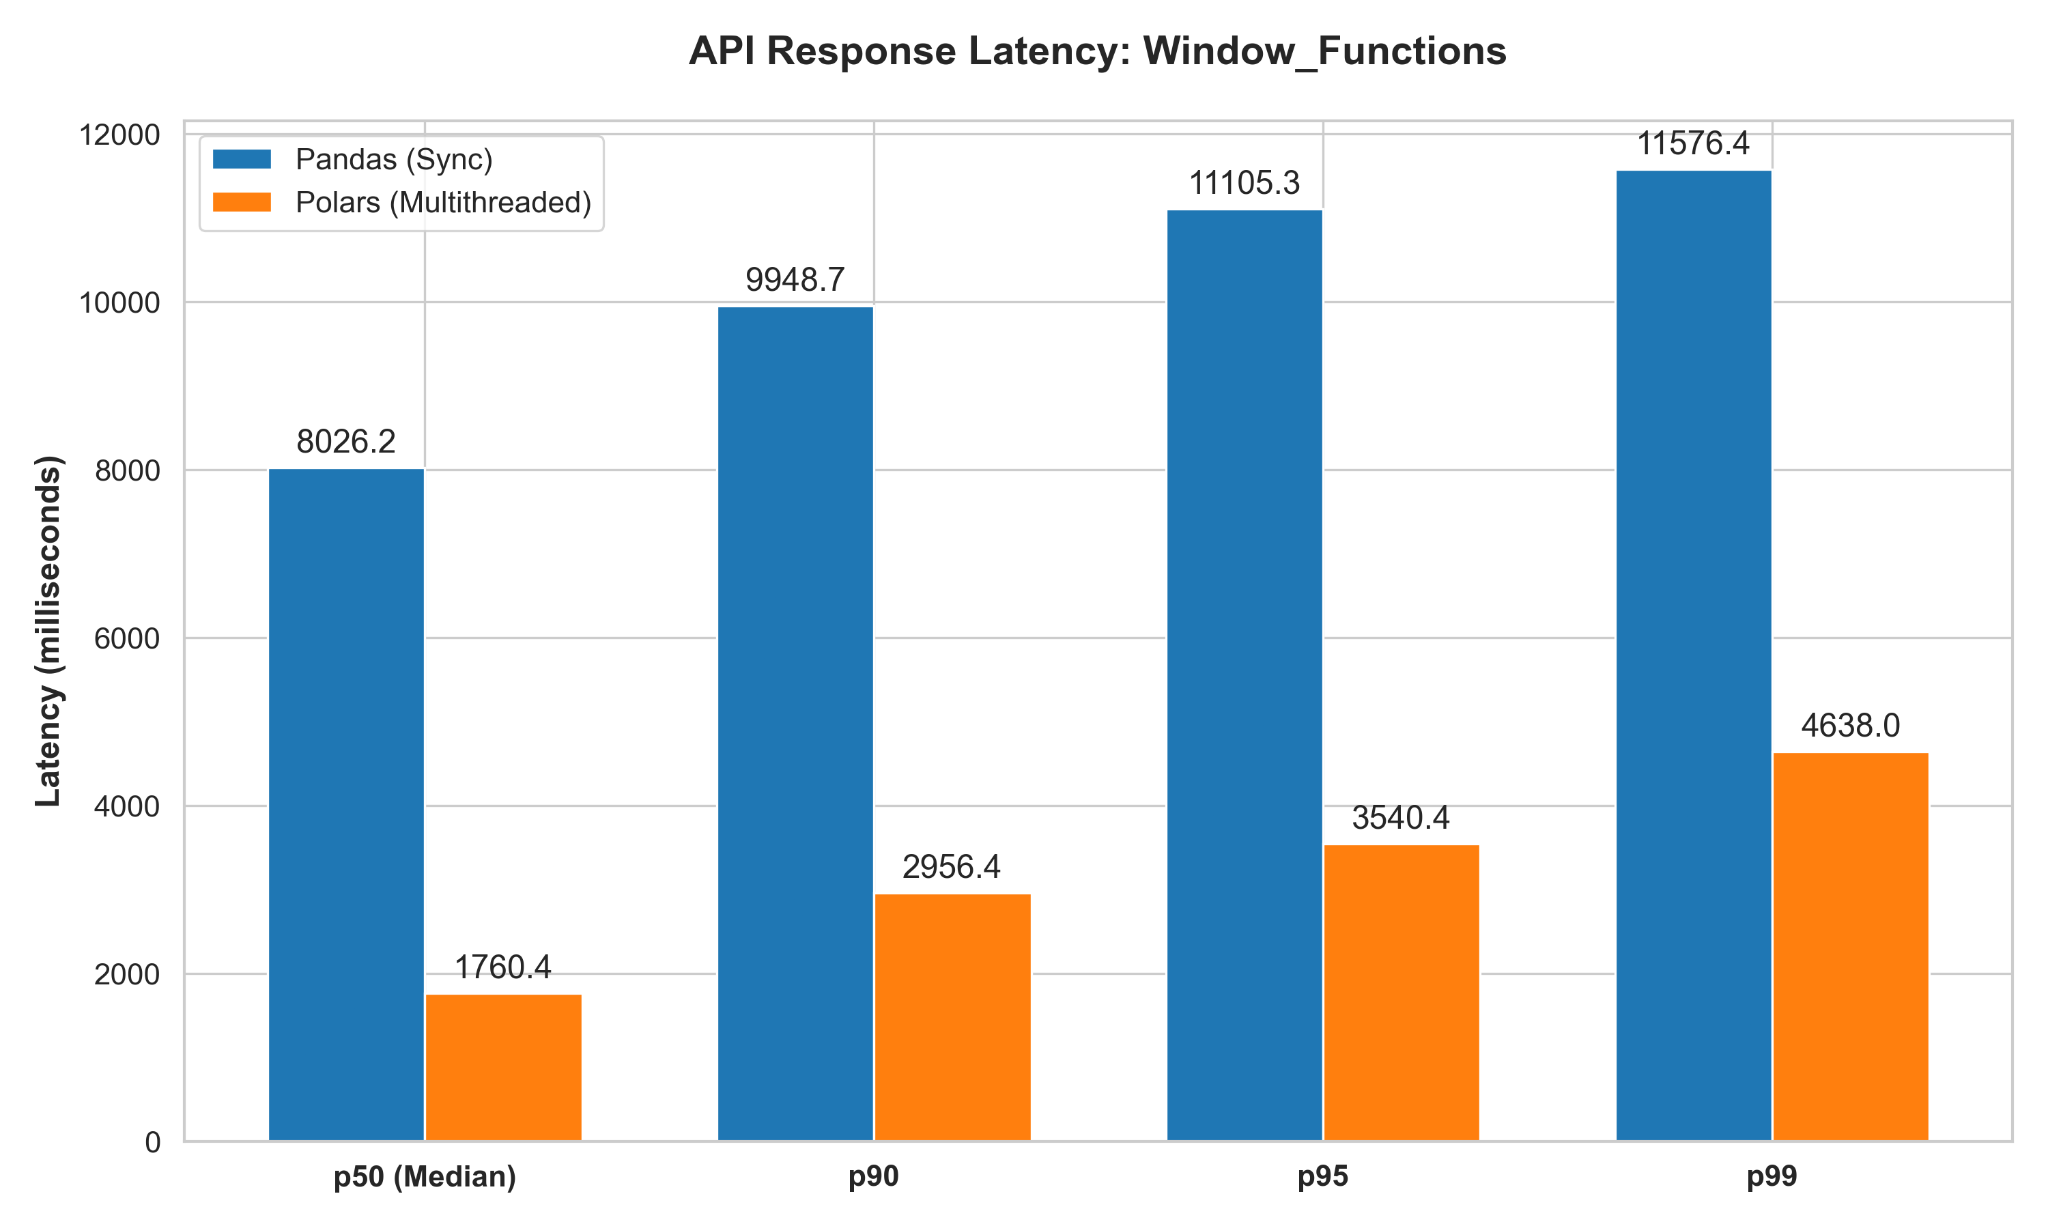 API Response Latency: Window_Functions
Pandas (Sync)
Polars (Multithreaded)
Latency (milliseconds)
12000
10000
8000
6000
4000
2000
0
8026.2
1760.4
9948.7
2956.4
11105.3
3540.4
11576.4
4638.0
p50 (Median)
p90
p95
p99